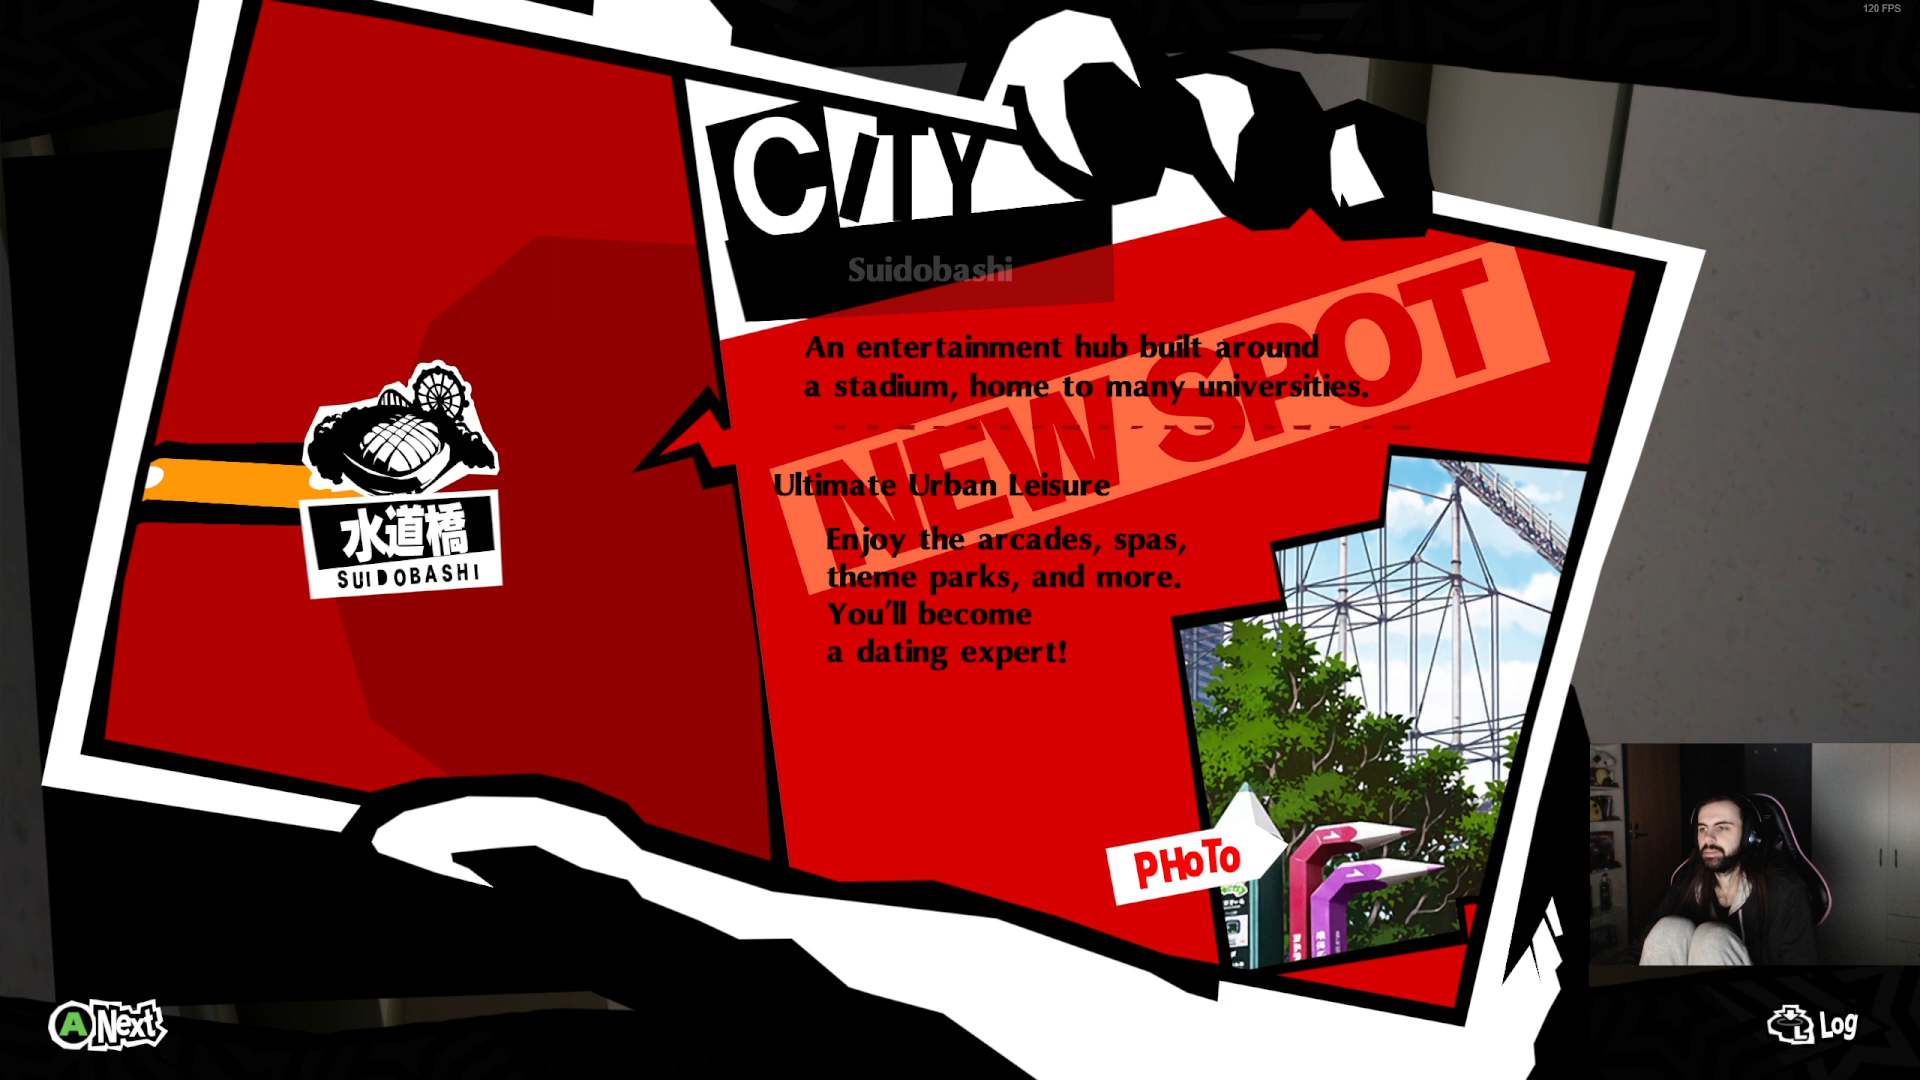 120 FPS
CITY
Suidobashi
An entertainment hub built around
a stadium, home to many universities.
NEW SPOT
Ultimate Urban Leisure
Enjoy the arcades, spas,
theme parks, and more.
You'll become
a dating expert!
水道橋
SUIDOBASHI
PHoTo
A Next
L Log